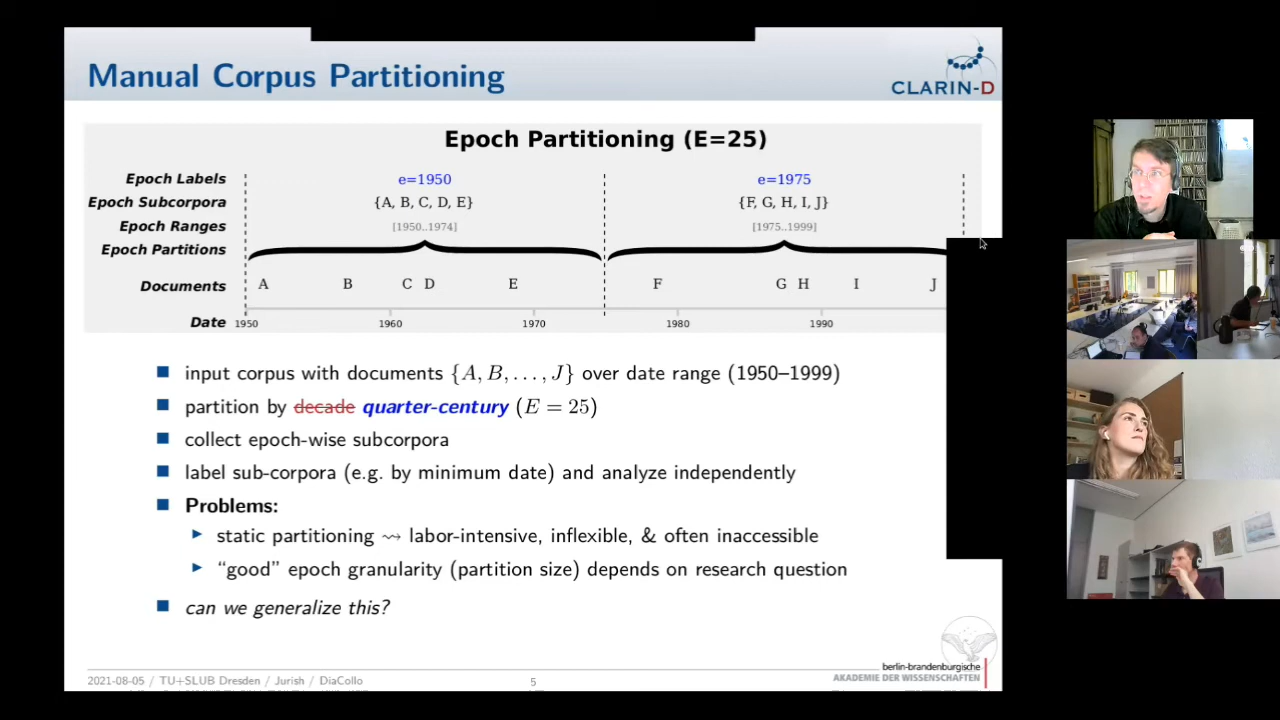 Manual Corpus Partitioning
CLARIN-D
Epoch Partitioning (E=25)
Epoch Labels e=1950 e=1975
Epoch Subcorpora {A, B, C, D, E} {F, G, H, I, J}
Epoch Ranges [1950..1974] [1975..1999]
Epoch Partitions
Documents A B C D E F G H I J
Date 1950 1960 1970 1980 1990
input corpus with documents {A, B, . . . , J} over date range (1950–1999)
partition by decade quarter-century (E = 25)
collect epoch-wise subcorpora
label sub-corpora (e.g. by minimum date) and analyze independently
Problems:
static partitioning ⇝ labor-intensive, inflexible, & often inaccessible
“good” epoch granularity (partition size) depends on research question
can we generalize this?
berlin-brandenburgische
AKADEMIE DER WISSENSCHAFTEN
2021-08-05 / TU+SLUB Dresden / Jurish / DiaCollo 5